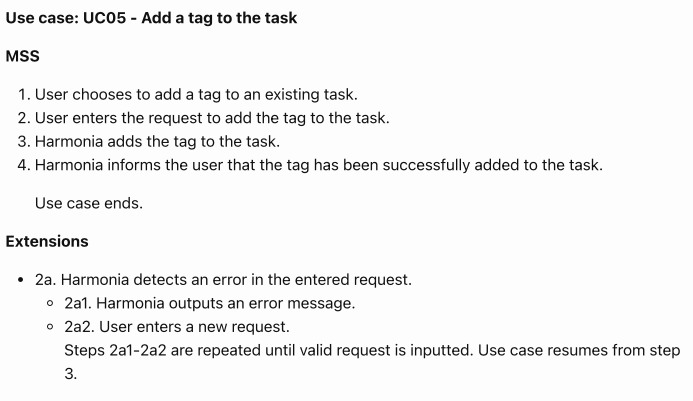 Use case: UC05 - Add a tag to the task
MSS
1. User chooses to add a tag to an existing task.
2. User enters the request to add the tag to the task.
3. Harmonia adds the tag to the task.
4. Harmonia informs the user that the tag has been successfully added to the task.
Use case ends.
Extensions
• 2a. Harmonia detects an error in the entered request.
◦ 2a1. Harmonia outputs an error message.
◦ 2a2. User enters a new request.
Steps 2a1-2a2 are repeated until valid request is inputted. Use case resumes from step
3.